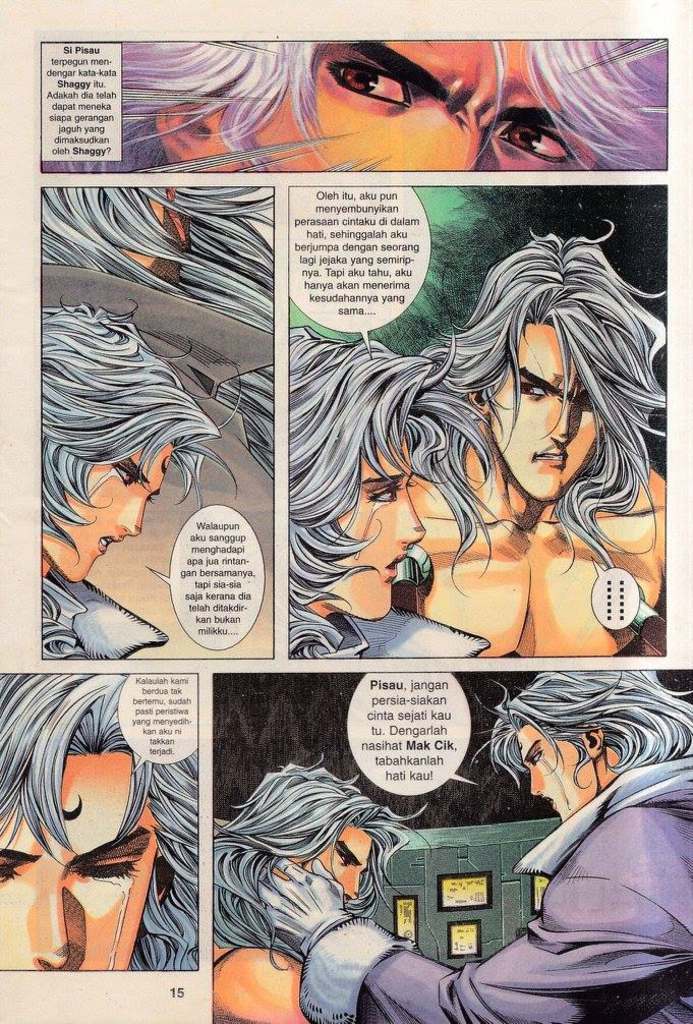 Si Pisau
terpegun men-
dengar kata-kata
Shaggy itu.
Adakah dia telah
dapat meneka
siapa gerangan
jaguh yang
dimaksudkan
oleh Shaggy?
Oleh itu, aku pun
menyembunyikan
perasaan cintaku di dalam
hati, sehinggalah aku
berjumpa dengan seorang
lagi jejaka yang semirip-
nya. Tapi aku tahu, aku
hanya akan menerima
kesudahannya yang
sama....
Walaupun
aku sanggup
menghadapi
apa jua rintan-
gan bersamanya,
tapi sia-sia
saja kerana dia
telah ditakdir-
kan bukan
milikku....
Kalaulah kami
berdua tak
bertemu, sudah
pasti peristiwa
yang menyedih-
kan aku ni
takkan
terjadi.
Pisau, jangan
persia-siakan
cinta sejati kau
tu. Dengarlah
nasihat Mak Cik,
tabahkanlah
hati kau!
15